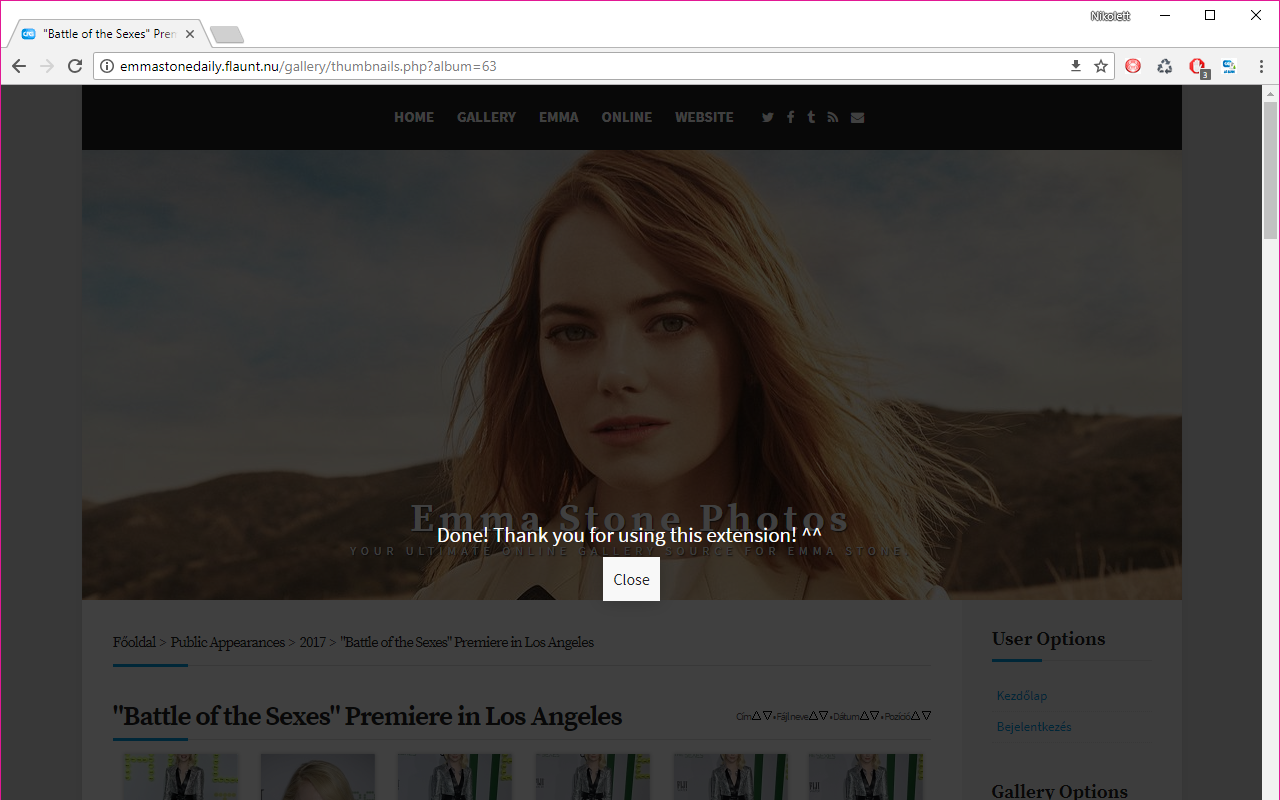 Nikolett
"Battle of the Sexes" Prem
emmastonedaily.flaunt.nu/gallery/thumbnails.php?album=63
3
HOME GALLERY EMMA ONLINE WEBSITE
Emma Stone Photos
Done! Thank you for using this extension! ^^
YOUR ULTIMATE ONLINE GALLERY SOURCE FOR EMMA STONE.
Close
Főoldal > Public Appearances > 2017 > "Battle of the Sexes" Premiere in Los Angeles
User Options
Kezdőlap
Bejelentkezés
"Battle of the Sexes" Premiere in Los Angeles
Cím △ ▽ • Fájl neve △ ▽ • Dátum △ ▽ • Pozíció △ ▽
Gallery Options